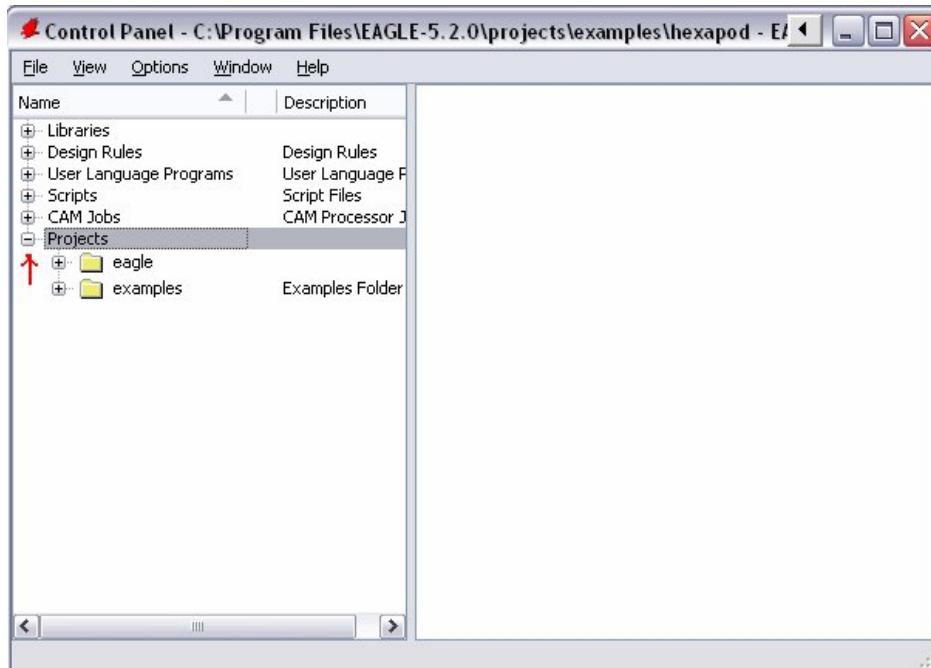 Control Panel - C:\Program Files\EAGLE-5.2.0\projects\examples\hexapod - EA
File View Options Window Help
Name Description
Libraries
Design Rules Design Rules
User Language Programs User Language P
Scripts Script Files
CAM Jobs CAM Processor J
Projects
eagle
examples Examples Folder